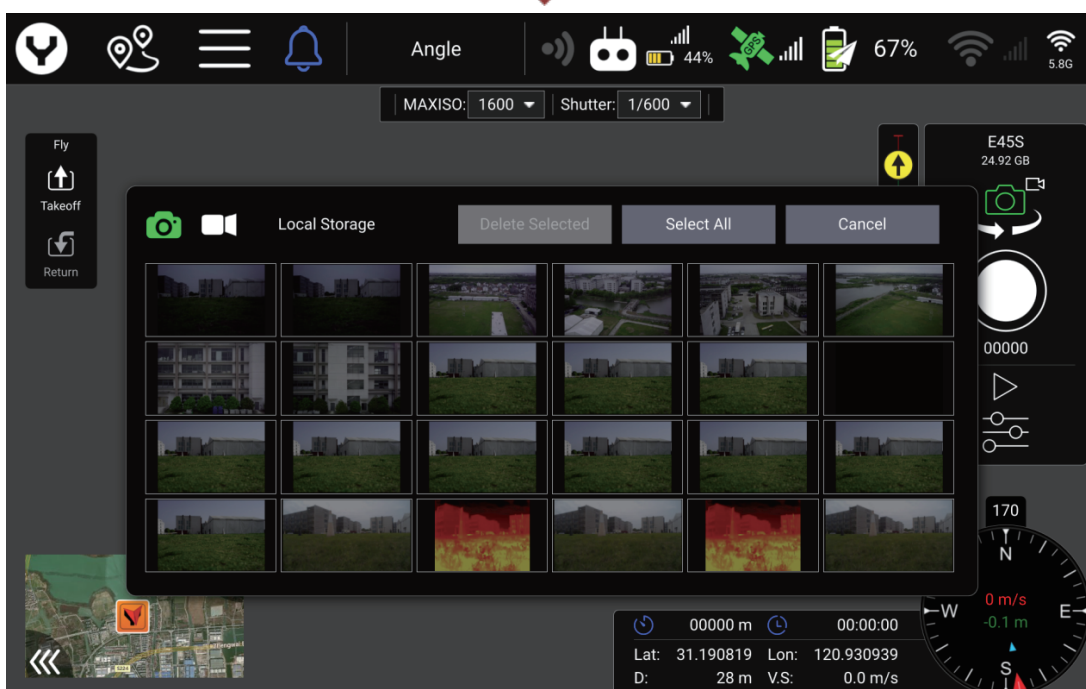 Angle
44%
GPS
67%
5.8G
MAXISO: 1600
Shutter: 1/600
Fly
Takeoff
Return
E45S
24.92 GB
Local Storage
Delete Selected
Select All
Cancel
00000
170
N
W
E
S
0 m/s
-0.1 m
00000 m
00:00:00
Lat: 31.190819 Lon: 120.930939
D: 28 m V.S: 0.0 m/s